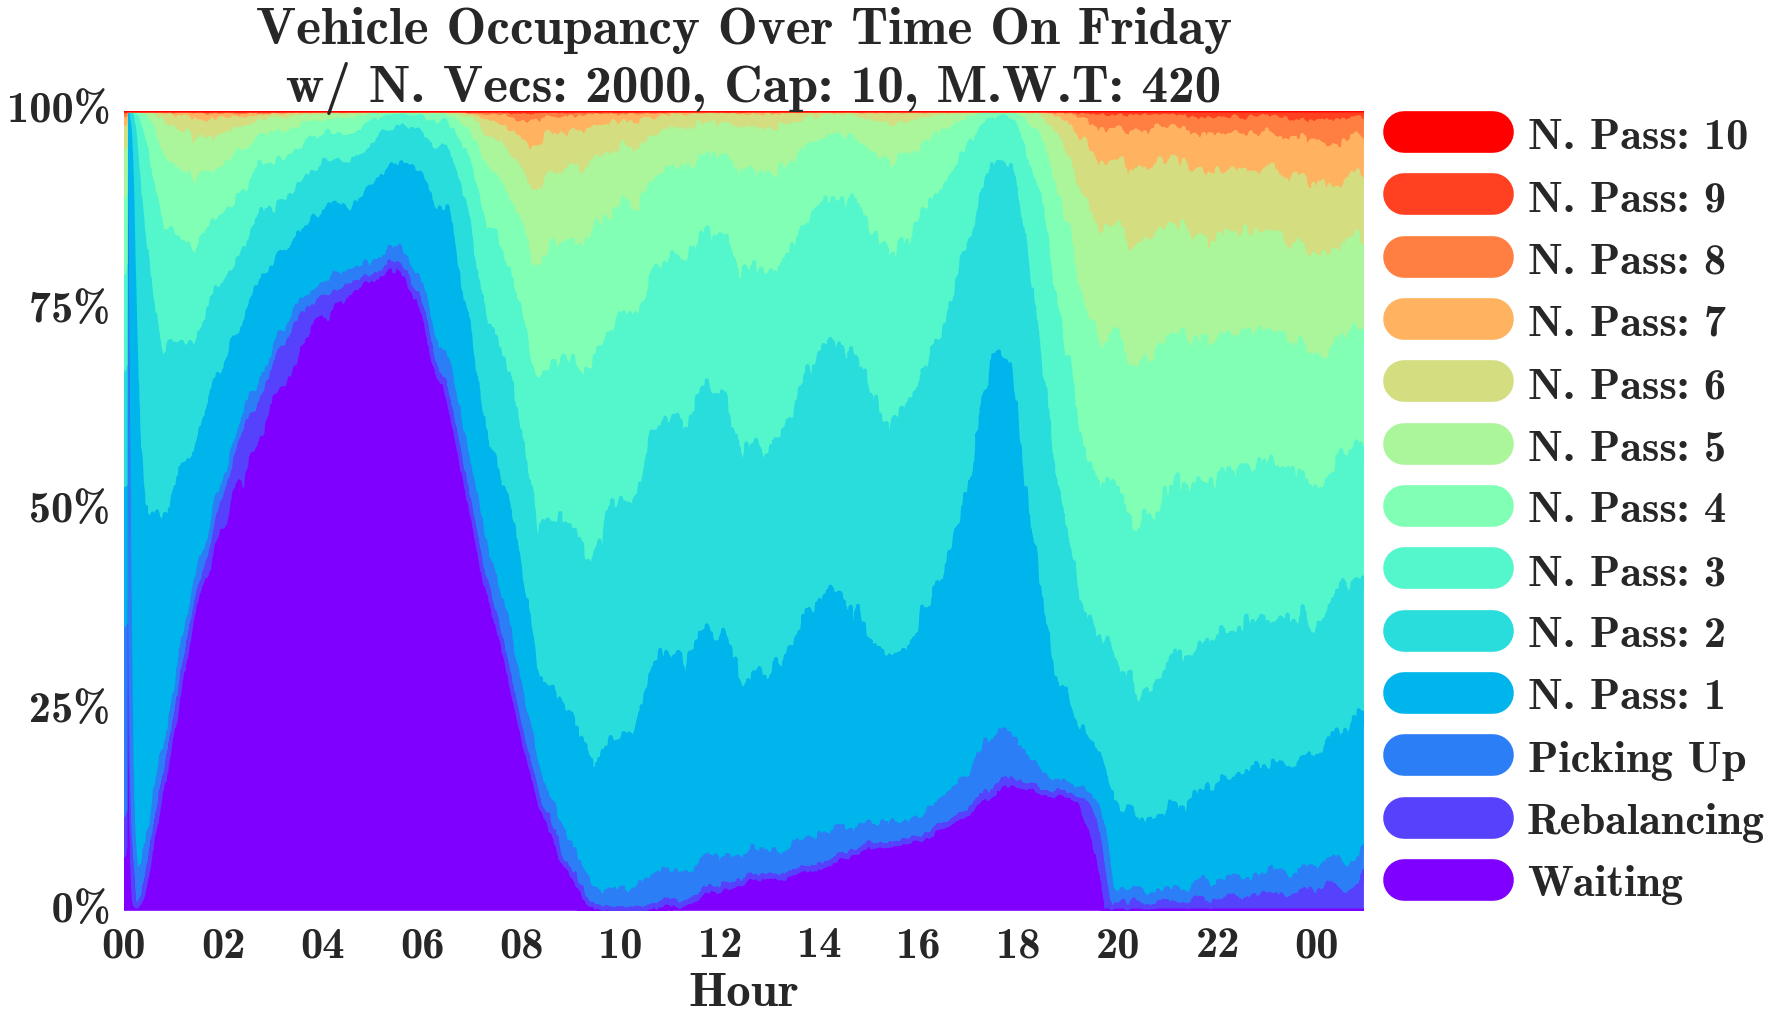 Vehicle Occupancy Over Time On Friday
w/ N. Vecs: 2000, Cap: 10, M.W.T: 420
100%
75%
50%
25%
0%
00 02 04 06 08 10 12 14 16 18 20 22 00
Hour
N. Pass: 10
N. Pass: 9
N. Pass: 8
N. Pass: 7
N. Pass: 6
N. Pass: 5
N. Pass: 4
N. Pass: 3
N. Pass: 2
N. Pass: 1
Picking Up
Rebalancing
Waiting